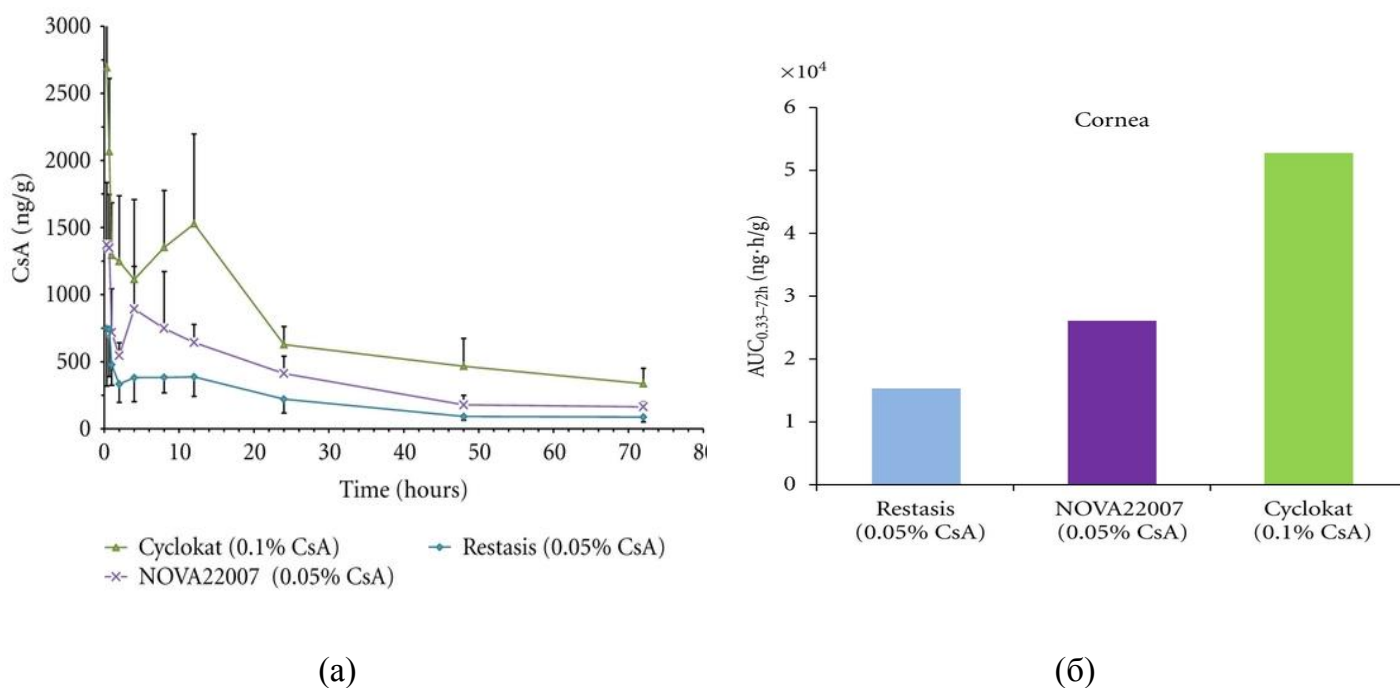 3000
2500
2000
1500
1000
500
0
CsA (ng/g)
0 10 20 30 40 50 60 70 80
Time (hours)
Cyclokat (0.1% CsA)
Restasis (0.05% CsA)
NOVA22007 (0.05% CsA)
(а)
×10⁴
6
5
4
3
2
1
0
AUC₀.₃₃₋₇₂ₕ (ng·h/g)
Cornea
Restasis
(0.05% CsA)
NOVA22007
(0.05% CsA)
Cyclokat
(0.1% CsA)
(б)